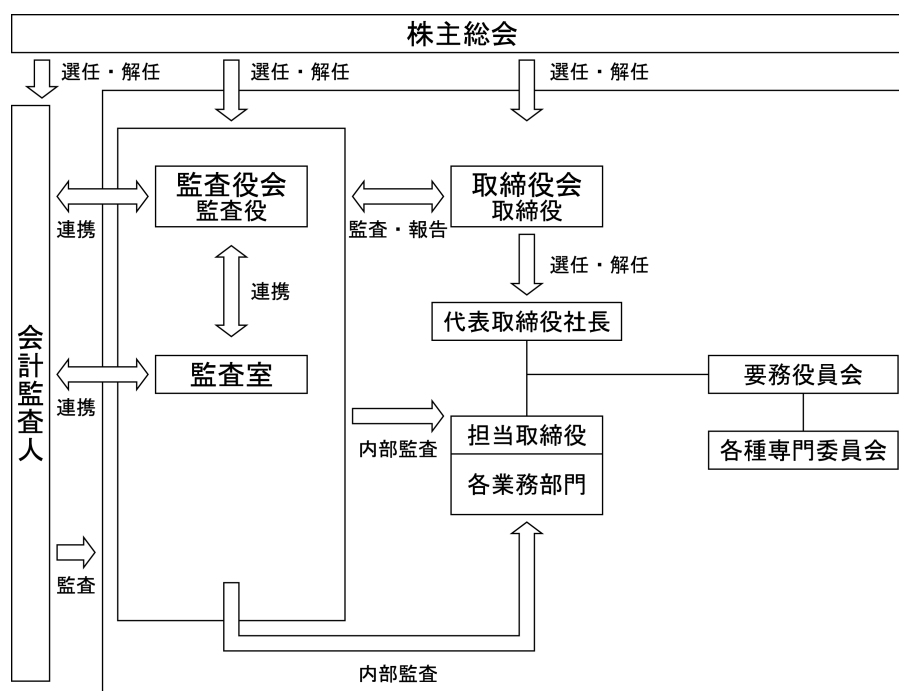 株主総会
選任・解任
選任・解任
選任・解任
監査役会
監査役
取締役会
取締役
連携
監査・報告
選任・解任
連携
代表取締役社長
会計監査人
監査室
要務役員会
連携
内部監査
担当取締役
各種専門委員会
各業務部門
監査
内部監査